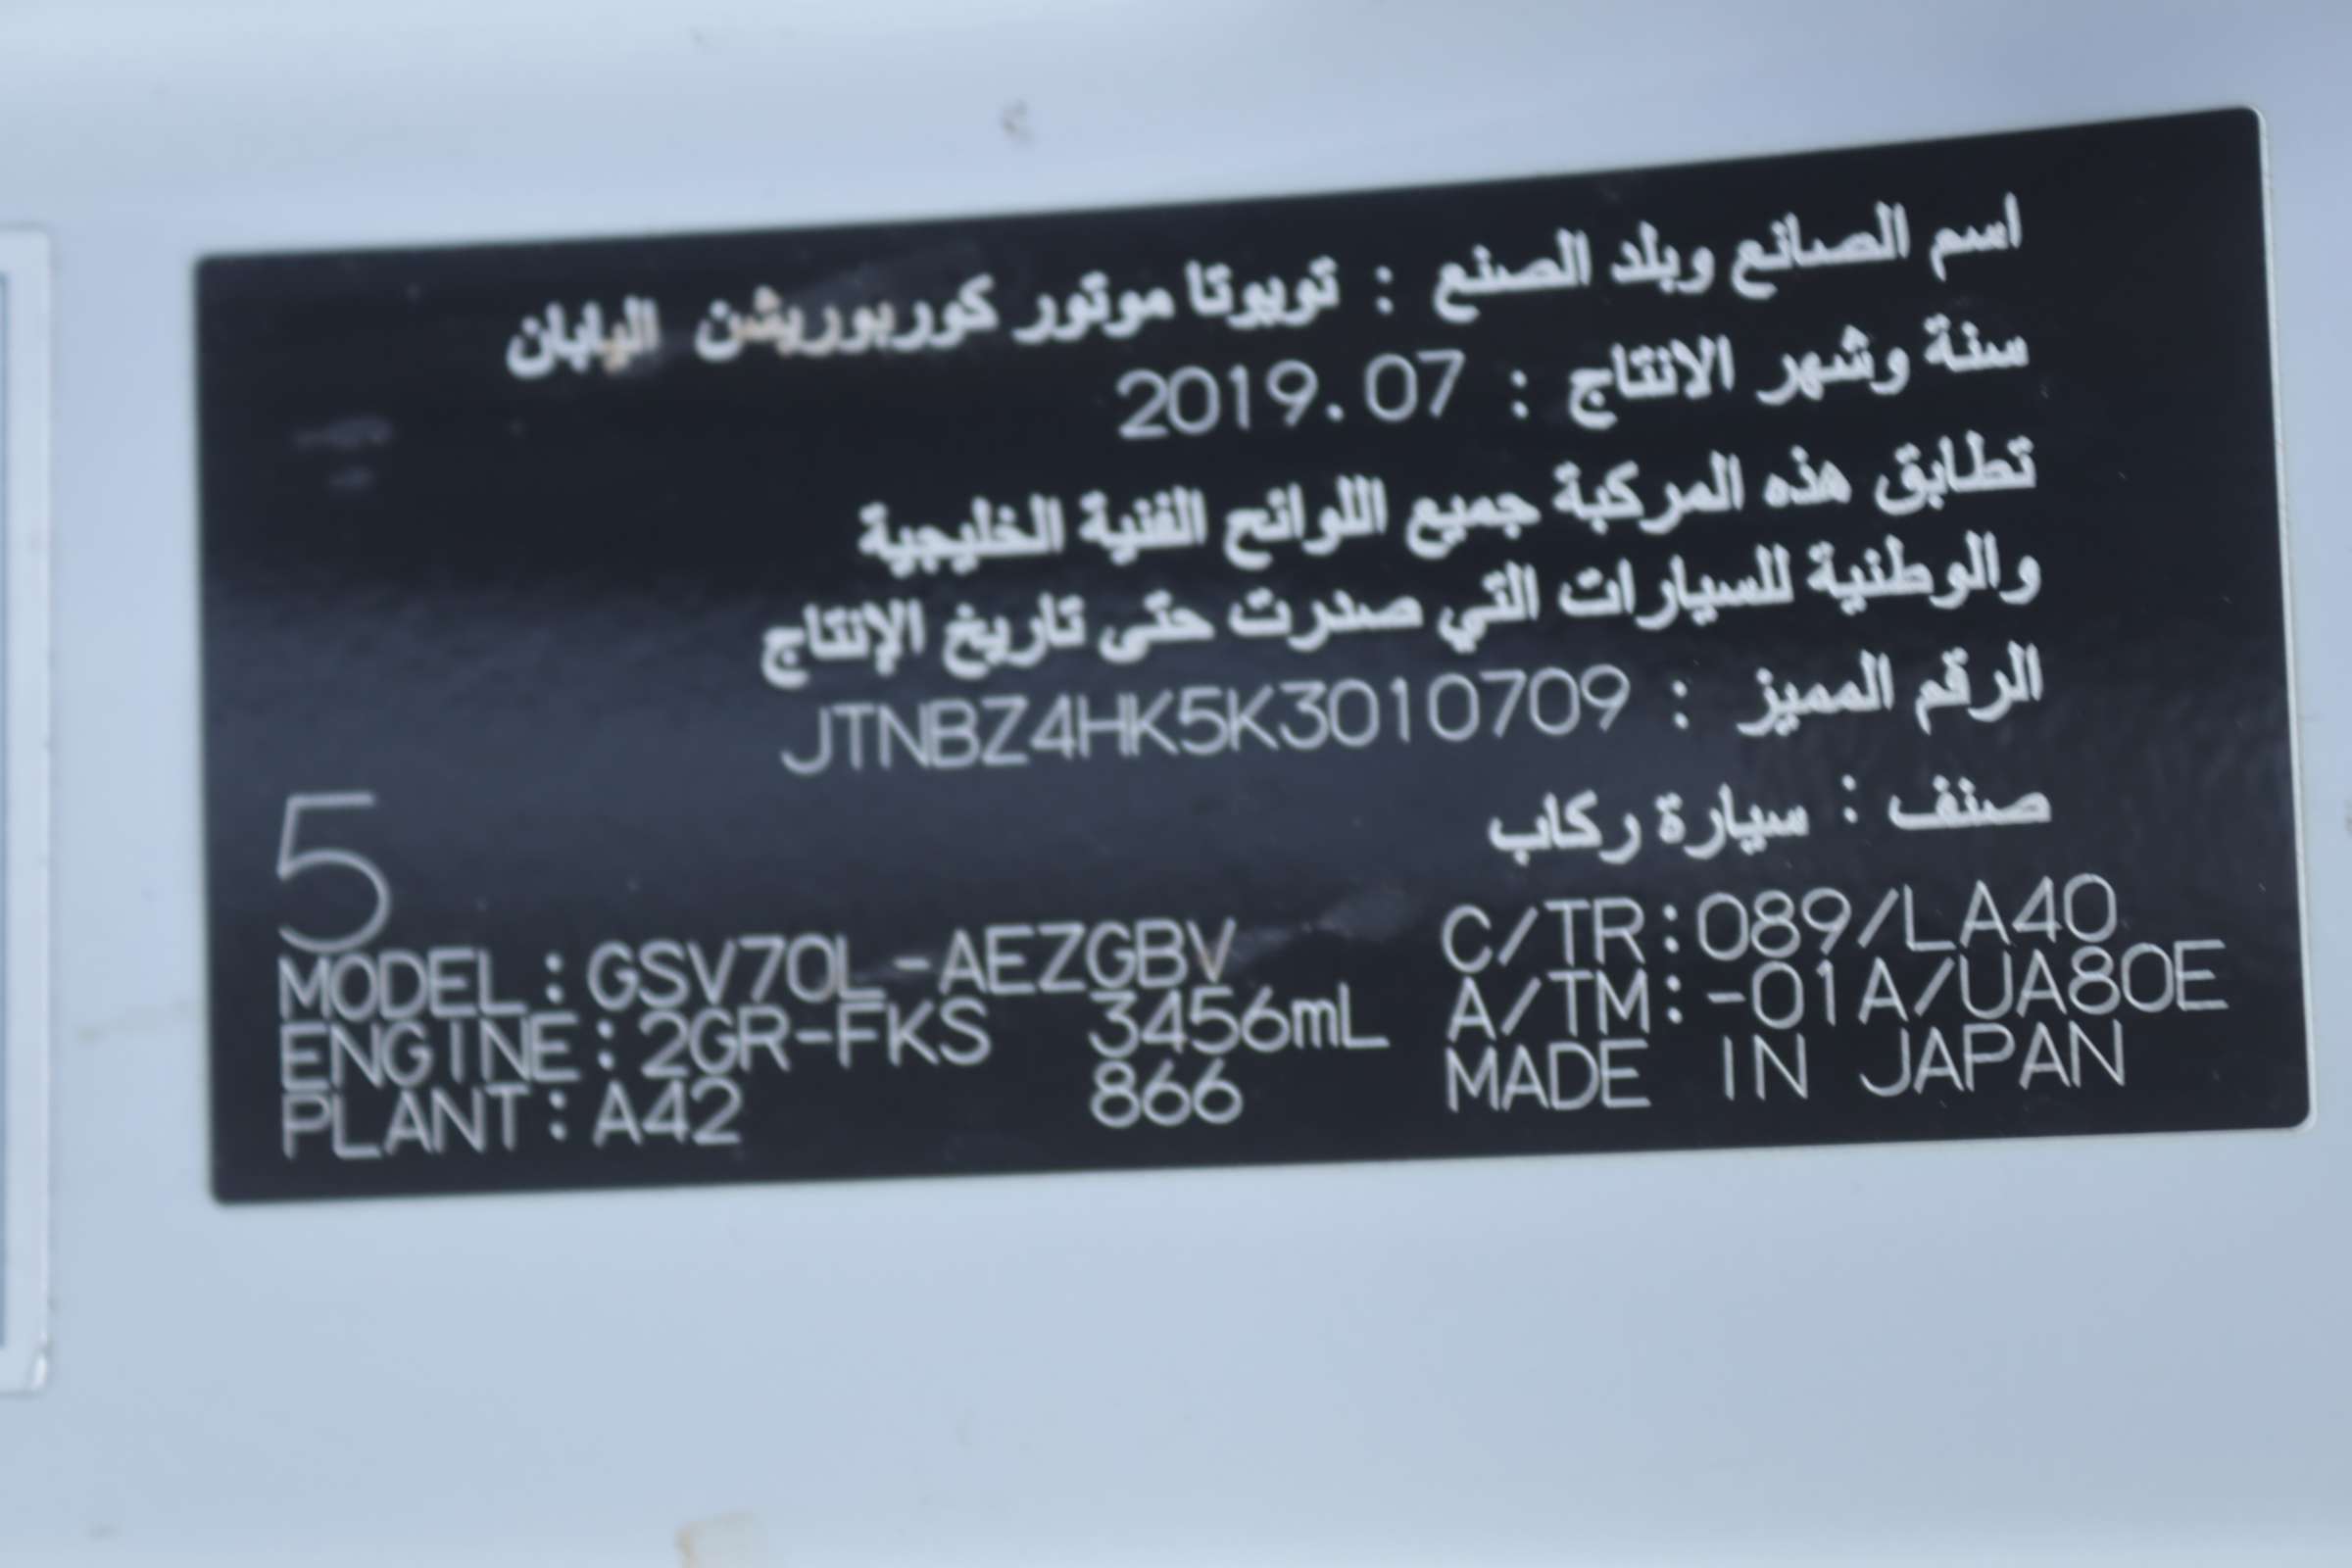 اسم الصانع وبلد الصنع : تويوتا موتور كوربوريشن اليابان
سنة وشهر الانتاج : 2019.07
تطابق هذه المركبة جميع اللوائح الفنية الخليجية
والوطنية للسيارات التي صدرت حتى تاريخ الإنتاج
الرقم المميز : JTNBZ4HK5K3010709
صنف : سيارة ركاب
5
MODEL:GSV70L-AEZGBV C/TR:089/LA40
ENGINE:2GR-FKS 3456mL A/TM:-01A/UA80E
PLANT:A42 866 MADE IN JAPAN